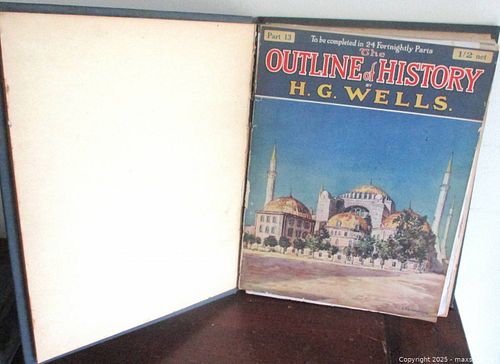 Part 13
To be completed in 24 Fortnightly Parts
1/2 net
The
OUTLINE of HISTORY
BY
H. G. WELLS.
Copyright 2025 - maxs